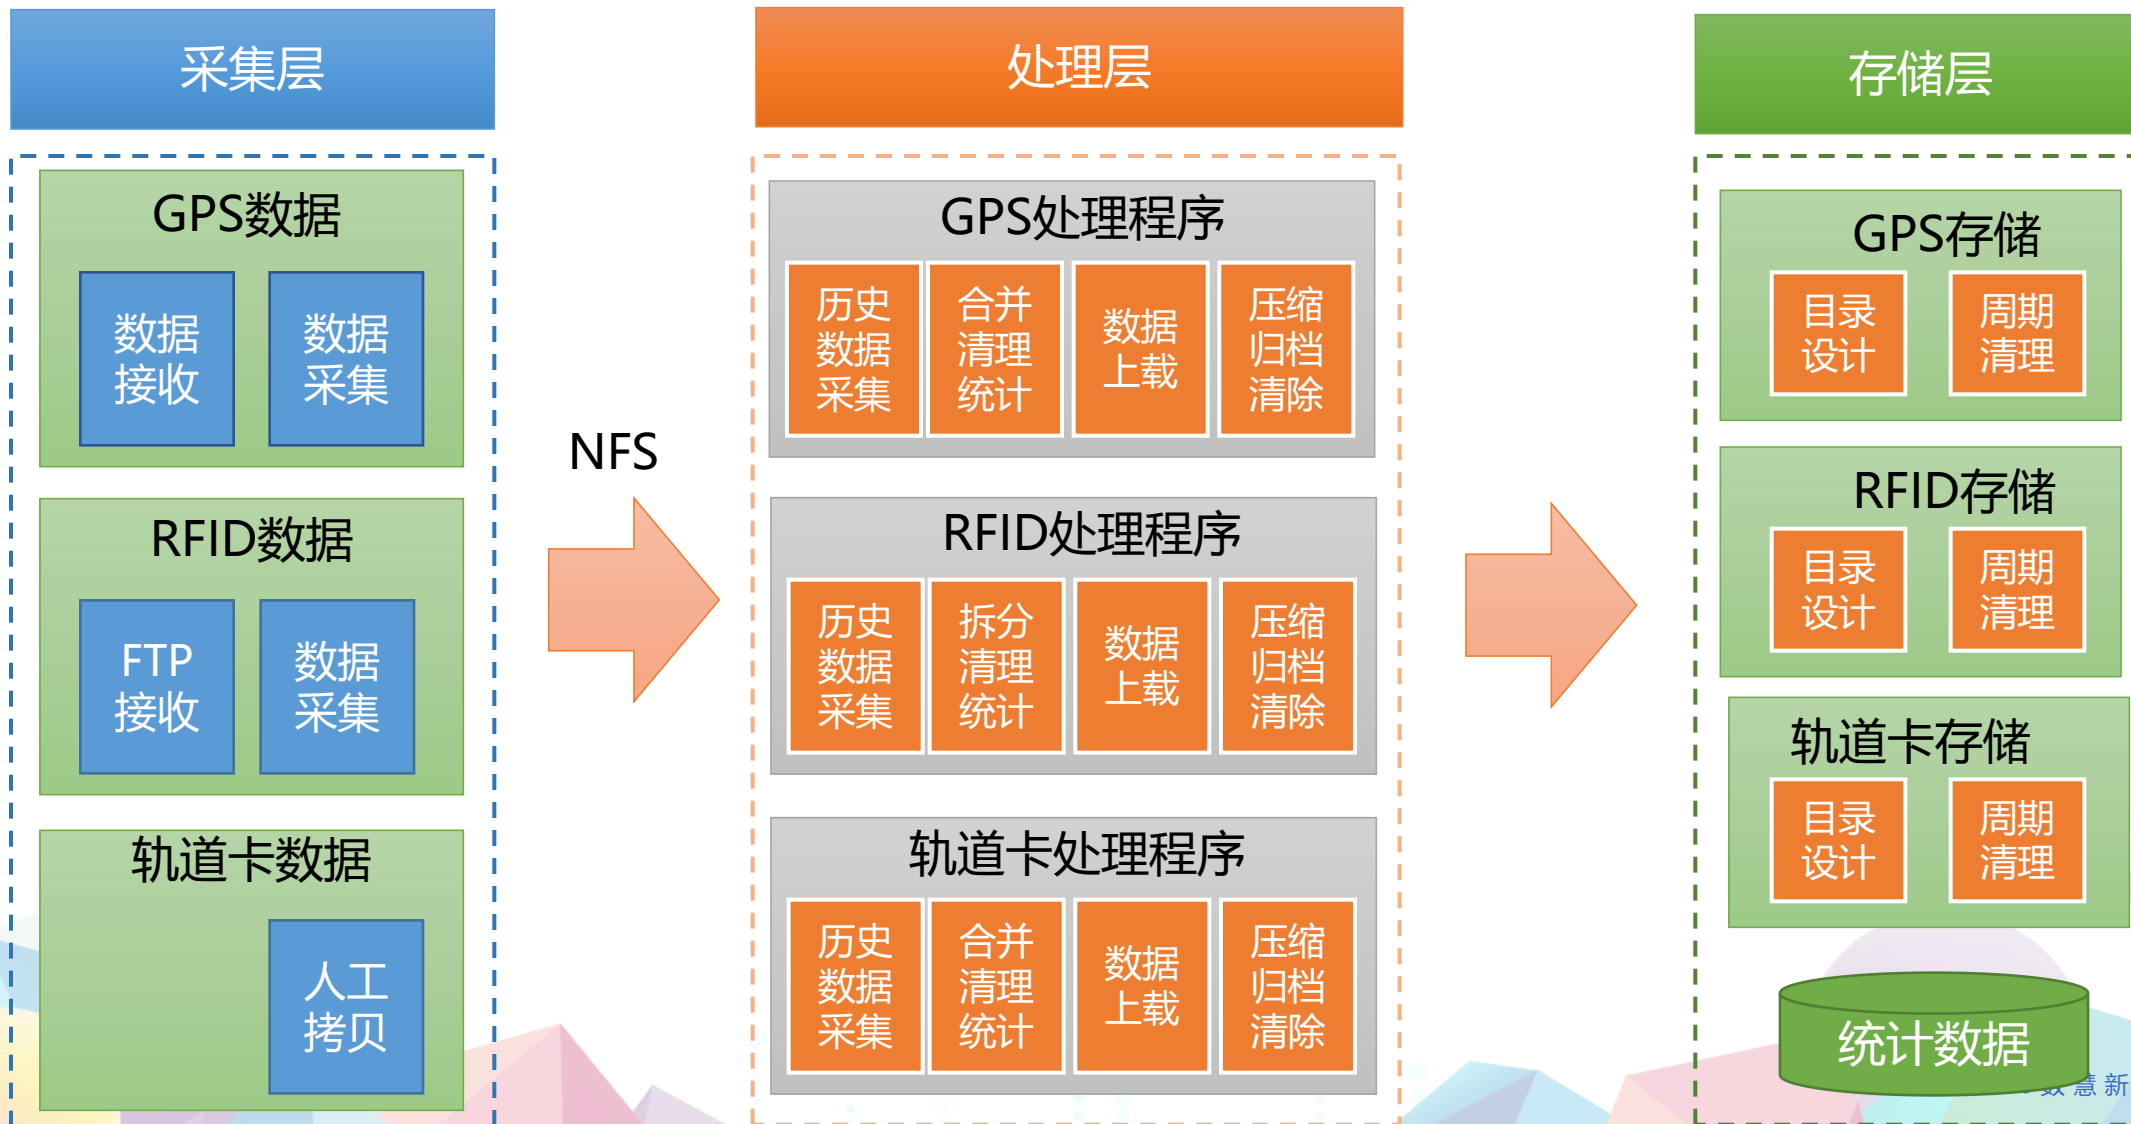 采集层
GPS数据
数据
接收
数据
采集
RFID数据
FTP
接收
数据
采集
轨道卡数据
人工
拷贝
NFS
处理层
GPS处理程序
历史
数据
采集
合并
清理
统计
数据
上载
压缩
归档
清除
RFID处理程序
历史
数据
采集
拆分
清理
统计
数据
上载
压缩
归档
清除
轨道卡处理程序
历史
数据
采集
合并
清理
统计
数据
上载
压缩
归档
清除
存储层
GPS存储
目录
设计
周期
清理
RFID存储
目录
设计
周期
清理
轨道卡存储
目录
设计
周期
清理
统计数据
慧新